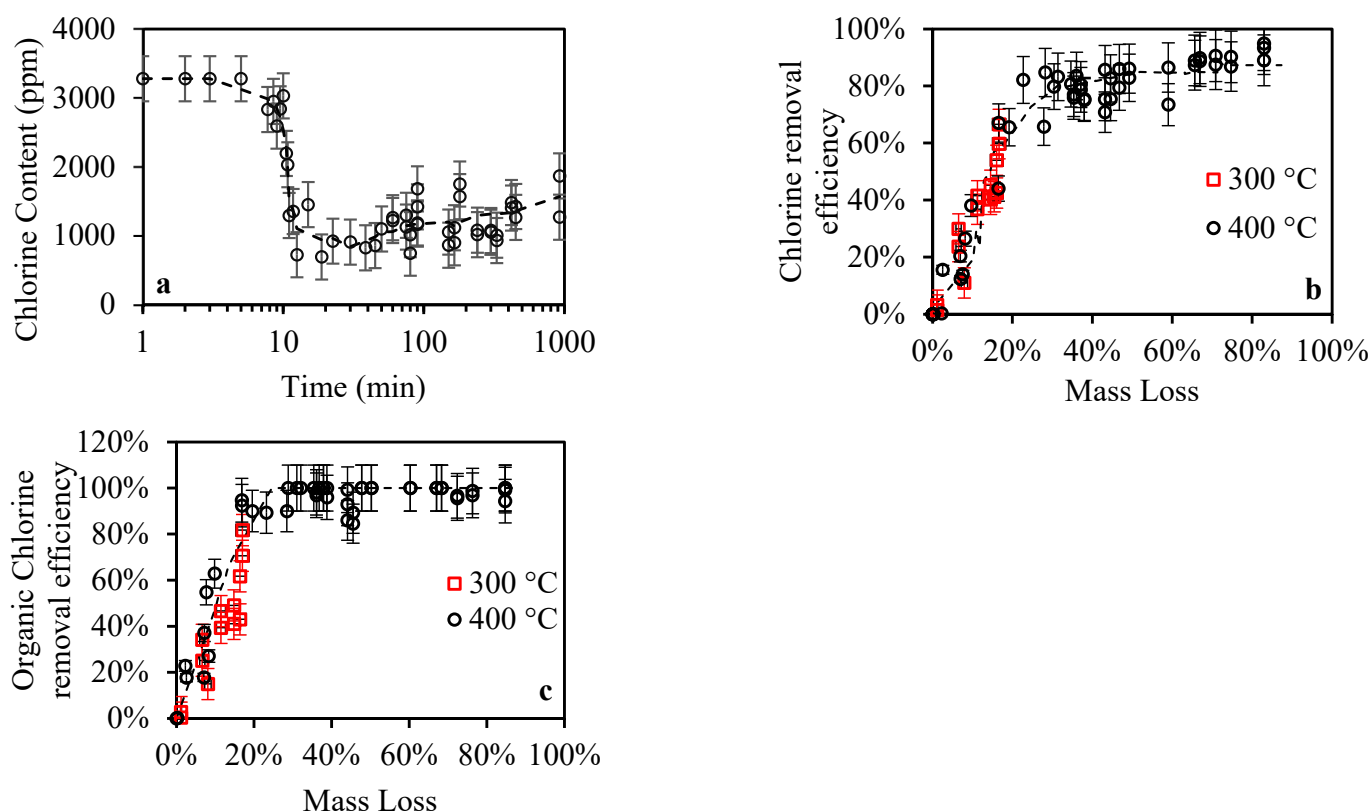 Chlorine Content (ppm)
4000
3000
2000
1000
0
a
1
10
100
1000
Time (min)
Chlorine removal
efficiency
100%
80%
60%
40%
20%
0%
300 °C
400 °C
b
0%
20%
40%
60%
80%
100%
Mass Loss
Organic Chlorine
removal efficiency
120%
100%
80%
60%
40%
20%
0%
300 °C
400 °C
c
0%
20%
40%
60%
80%
100%
Mass Loss